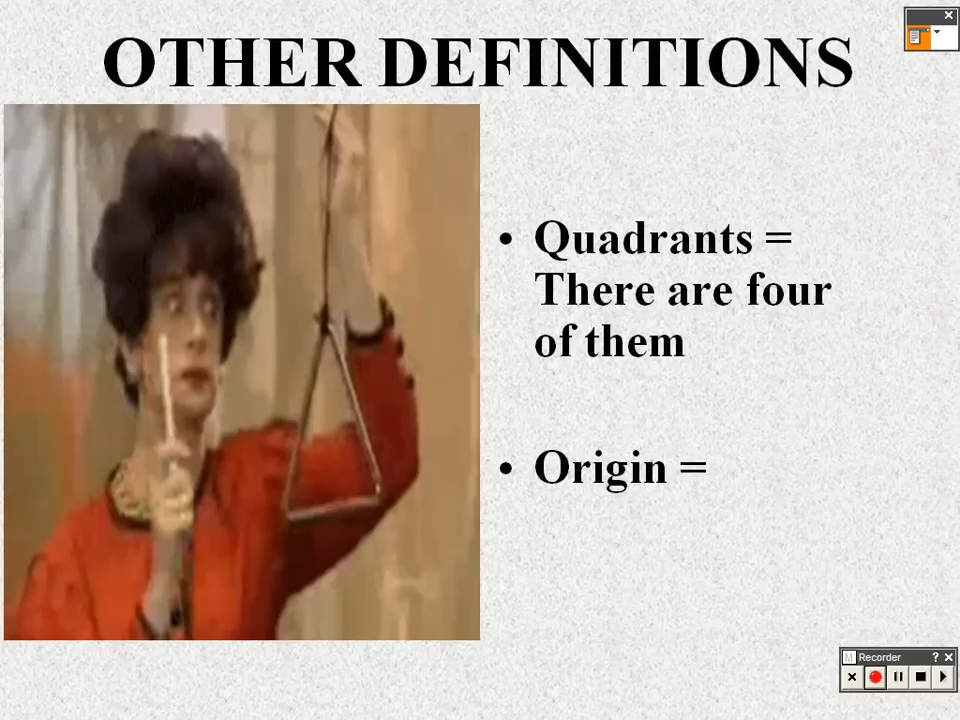 OTHER DEFINITIONS
• Quadrants =
There are four
of them
• Origin =
Recorder